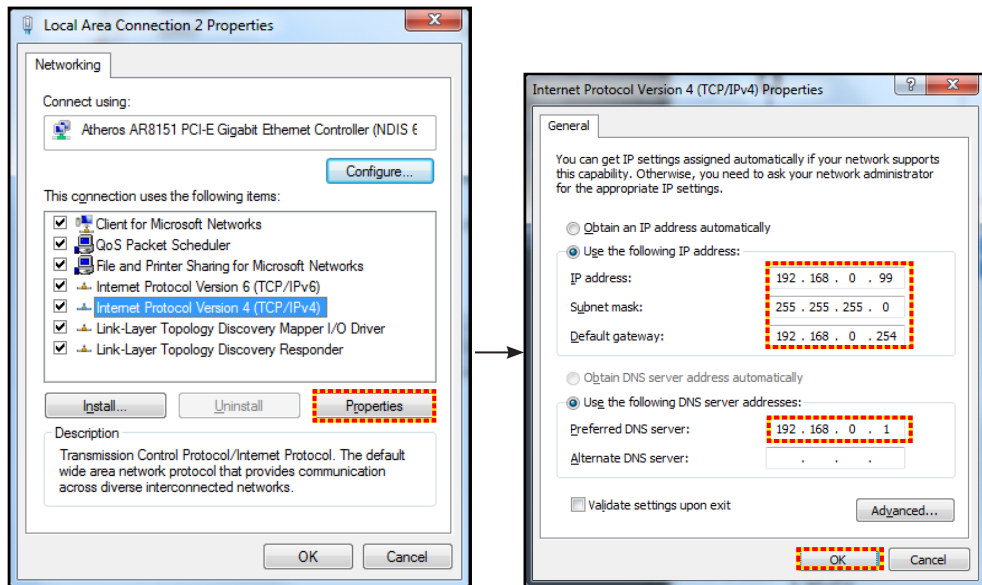 Local Area Connection 2 Properties
Networking
Connect using:
Atheros AR8151 PCI-E Gigabit Ethernet Controller (NDIS 6
Configure...
This connection uses the following items:
Client for Microsoft Networks
QoS Packet Scheduler
File and Printer Sharing for Microsoft Networks
Internet Protocol Version 6 (TCP/IPv6)
Internet Protocol Version 4 (TCP/IPv4)
Link-Layer Topology Discovery Mapper I/O Driver
Link-Layer Topology Discovery Responder
Install...
Uninstall
Properties
Description
Transmission Control Protocol/Internet Protocol. The default
wide area network protocol that provides communication
across diverse interconnected networks.
OK
Cancel
Internet Protocol Version 4 (TCP/IPv4) Properties
General
You can get IP settings assigned automatically if your network supports
this capability. Otherwise, you need to ask your network administrator
for the appropriate IP settings.
Obtain an IP address automatically
Use the following IP address:
IP address: 192 . 168 . 0 . 99
Subnet mask: 255 . 255 . 255 . 0
Default gateway: 192 . 168 . 0 . 254
Obtain DNS server address automatically
Use the following DNS server addresses:
Preferred DNS server: 192 . 168 . 0 . 1
Alternate DNS server: . . .
Validate settings upon exit
Advanced...
OK
Cancel